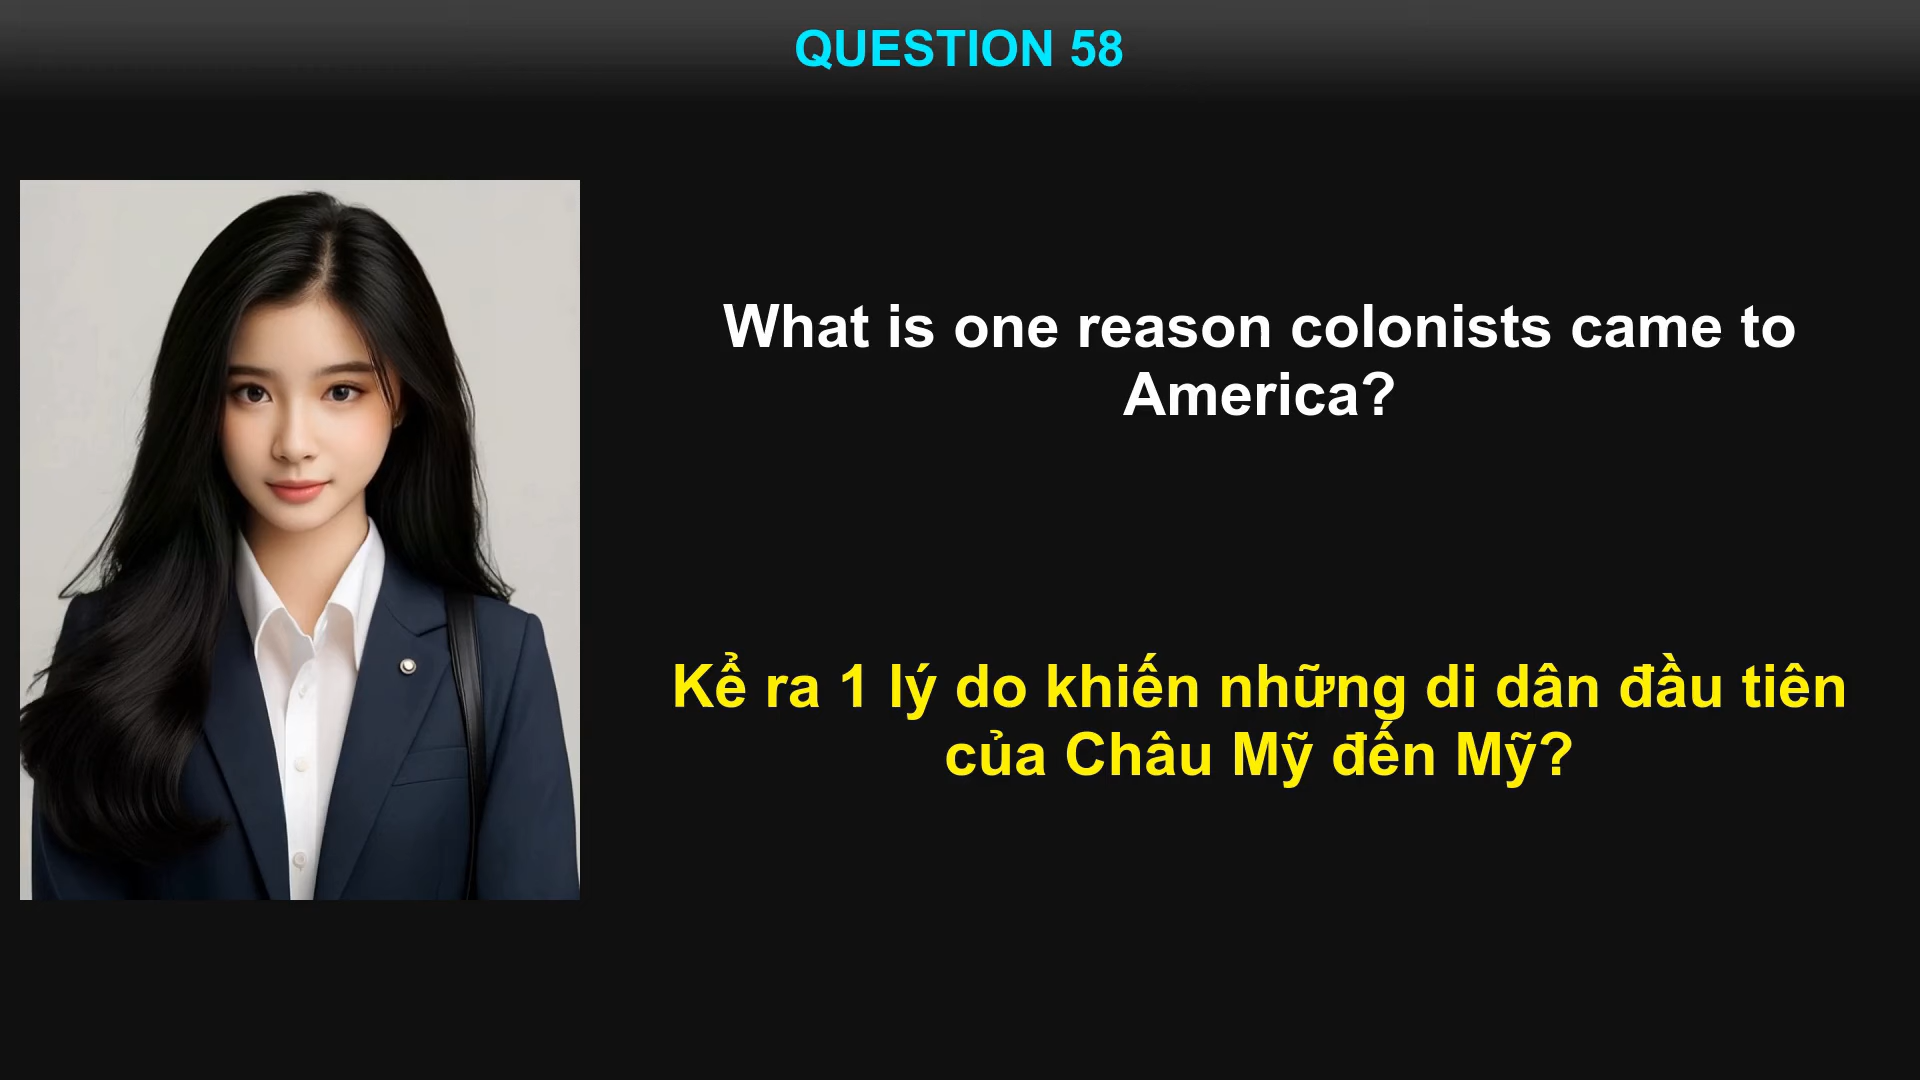 QUESTION 58
What is one reason colonists came to
America?
Kể ra 1 lý do khiến những di dân đầu tiên
của Châu Mỹ đến Mỹ?